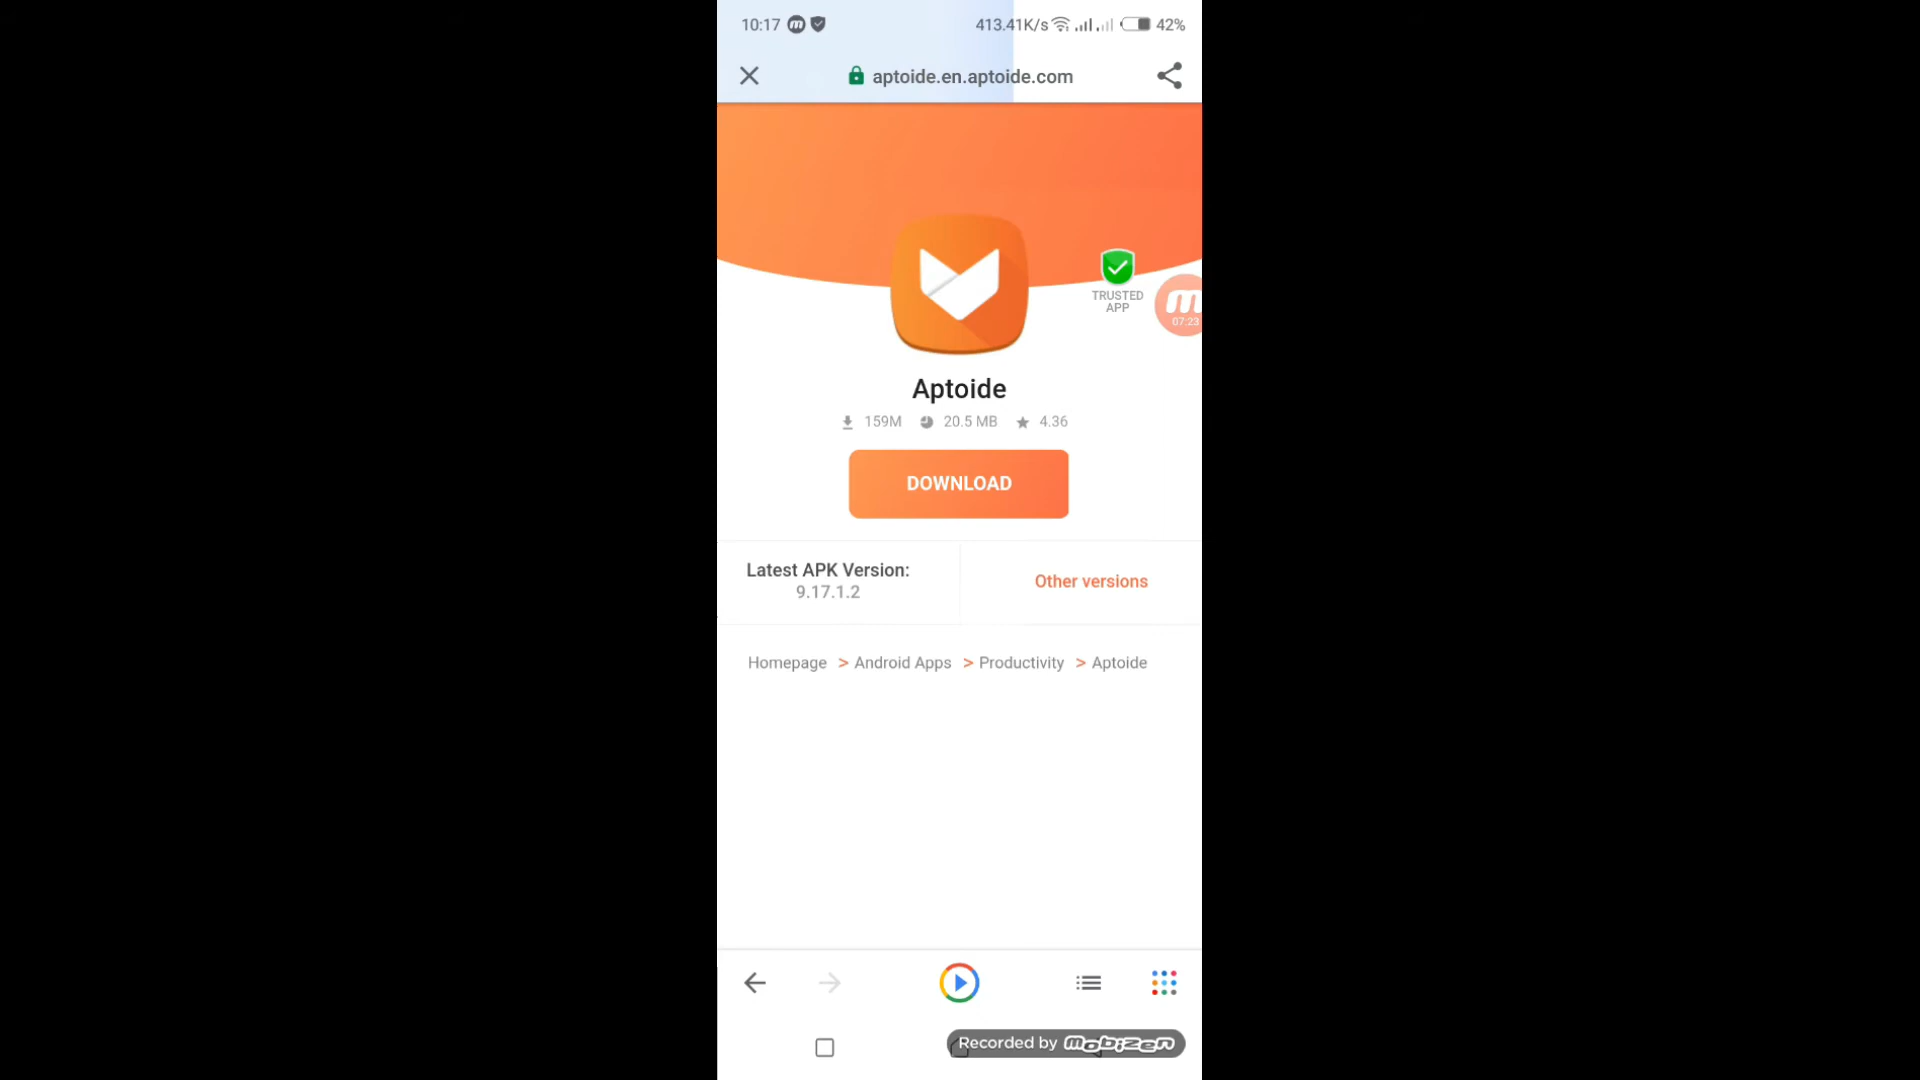 10:17 413.41K/s 42%
aptoide.en.aptoide.com
TRUSTED
APP
07:23
Aptoide
159M 20.5 MB 4.36
DOWNLOAD
Latest APK Version:
9.17.1.2
Other versions
Homepage > Android Apps > Productivity > Aptoide
Recorded by mobizen